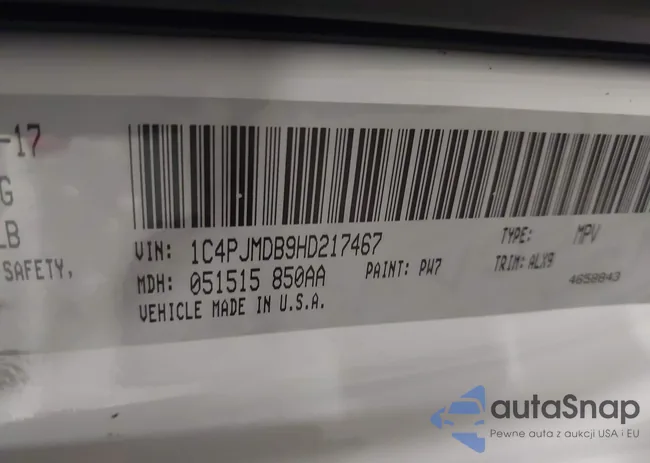 -17
G
LB
SAFETY,
VIN: 1C4PJMDB9HD217467
TYPE: MPV
MDH: 051515 850AA
PAINT: PW7
TRIM: ALX9
VEHICLE MADE IN U.S.A.
4658843
autaSnap
Pewne auta z aukcji USA i EU